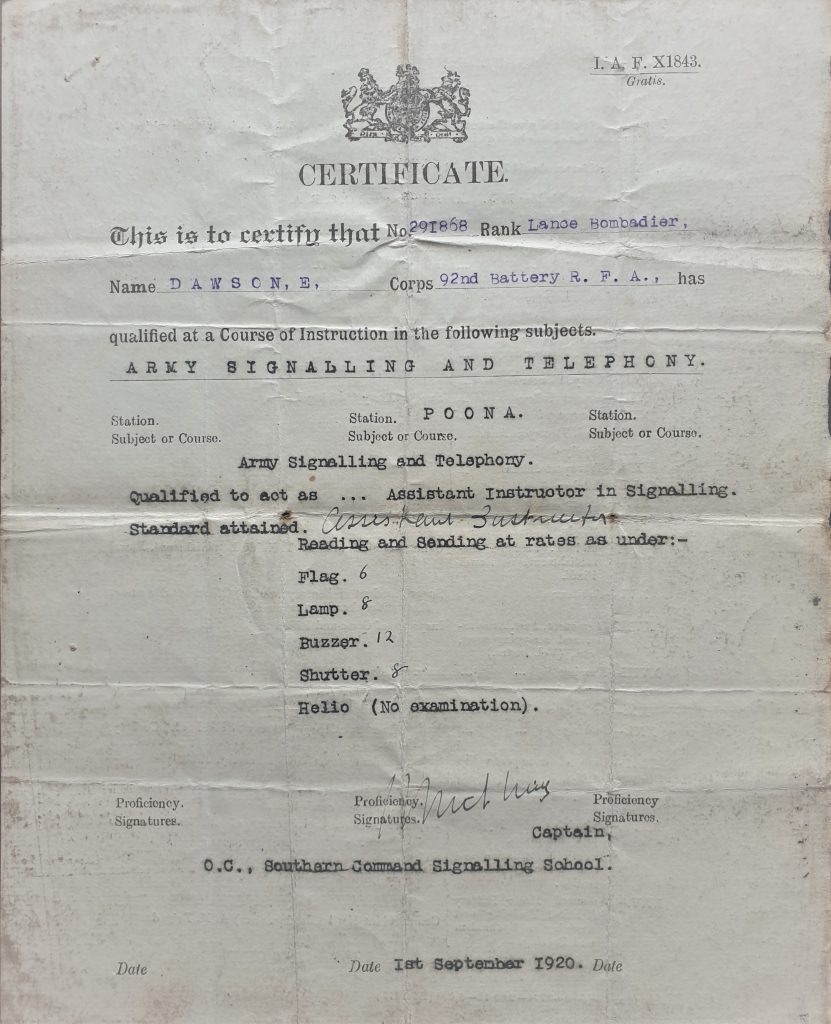 I. A. F. X1843.
Gratis.
CERTIFICATE.
This is to certify that No. 291868 Rank Lance Bombadier,
Name DAWSON, E, Corps 92nd Battery R. F. A., has
qualified at a Course of Instruction in the following subjects.
ARMY SIGNALLING AND TELEPHONY.
Station. Station. POONA. Station.
Subject or Course. Subject or Course. Subject or Course.
Army Signalling and Telephony.
Qualified to act as ... Assistant Instructor in Signalling.
Standard attained. Assistant Instructor
Reading and Sending at rates as under:-
Flag. 6
Lamp. 8
Buzzer. 12
Shutter. 8
Helio (No examination).
Proficiency. Proficiency. Proficiency
Signatures. Signatures. Signatures.
Captain,
O.C., Southern Command Signalling School.
Date Date 1st September 1920. Date